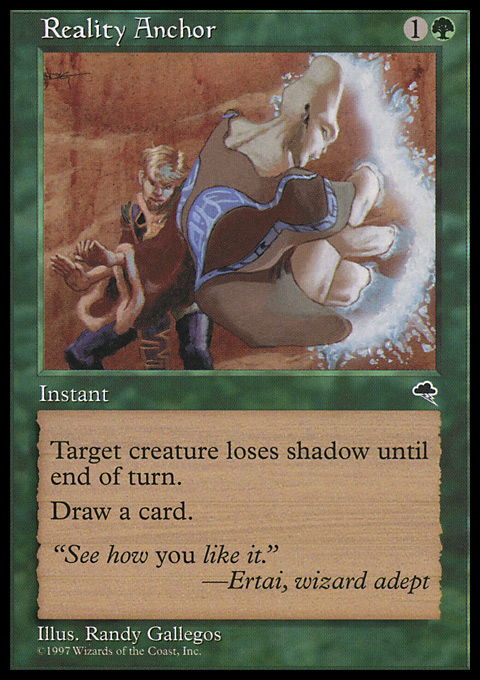 Reality Anchor 1
Instant
Target creature loses shadow until
end of turn.
Draw a card.
“See how you like it.”
—Ertai, wizard adept
Illus. Randy Gallegos
©1997 Wizards of the Coast, Inc.